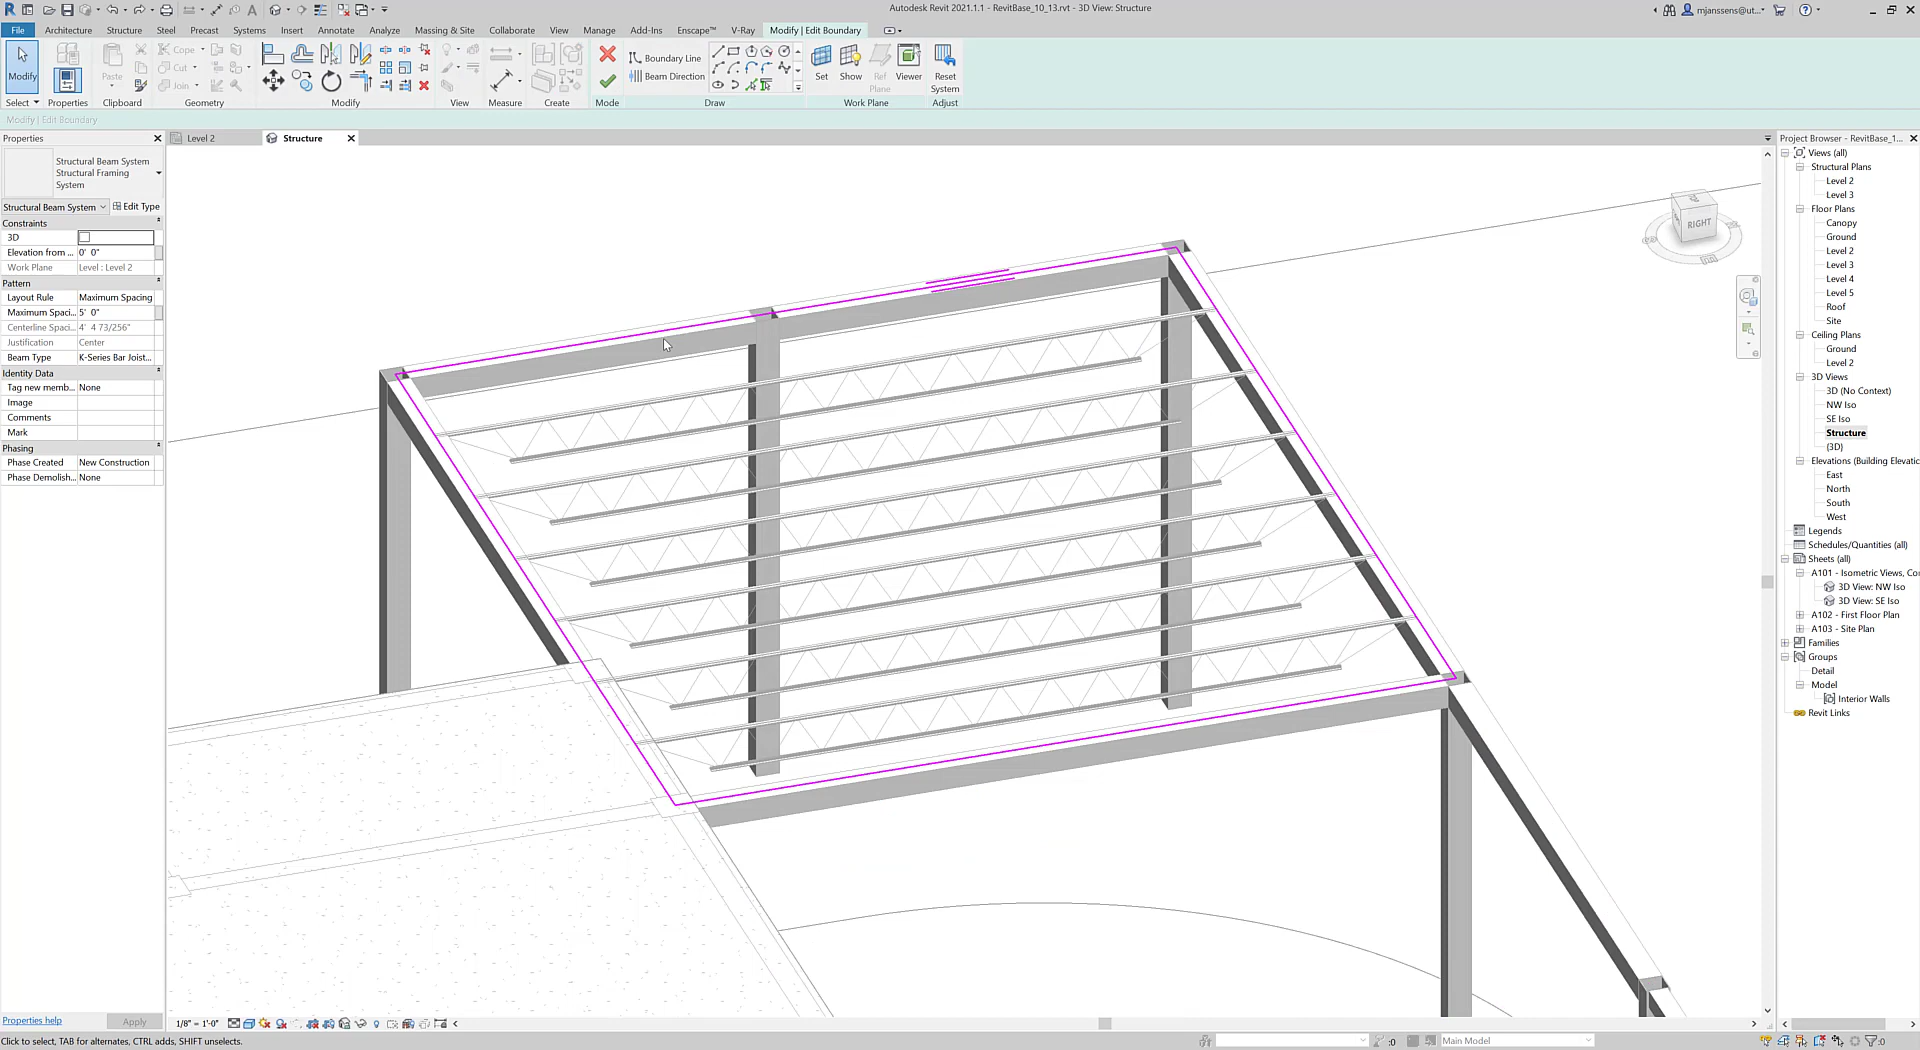 Autodesk Revit 2021.1.1 - RevitBase_10_13.rvt - 3D View: Structure
mjanssens@ut...
File Architecture Structure Steel Precast Systems Insert Annotate Analyze Massing & Site Collaborate View Manage Add-Ins Enscape™ V-Ray Modify | Edit Boundary
Modify
Select
Properties
Paste
Clipboard
Cope
Cut
Join
Geometry
Modify
View
Measure
Create
Mode
Boundary Line
Beam Direction
Draw
Set
Show
Ref
Plane
Viewer
Work Plane
Reset
System
Adjust
Modify | Edit Boundary
Properties
Level 2
Structure
Structural Beam System
Structural Framing
System
Structural Beam System
Edit Type
Constraints
3D
Elevation from ... 0' 0"
Work Plane Level : Level 2
Pattern
Layout Rule Maximum Spacing
Maximum Spaci... 5' 0"
Centerline Spaci... 4' 4 73/256"
Justification Center
Beam Type K-Series Bar Joist...
Identity Data
Tag new memb... None
Image
Comments
Mark
Phasing
Phase Created New Construction
Phase Demolish... None
Properties help
Apply
RIGHT
1/8" = 1'-0"
Project Browser - RevitBase_1...
Views (all)
Structural Plans
Level 2
Level 3
Floor Plans
Canopy
Ground
Level 2
Level 3
Level 4
Level 5
Roof
Site
Ceiling Plans
Ground
Level 2
3D Views
3D (No Context)
NW Iso
SE Iso
Structure
{3D}
Elevations (Building Elevatic
East
North
South
West
Legends
Schedules/Quantities (all)
Sheets (all)
A101 - Isometric Views, Co
3D View: NW Iso
3D View: SE Iso
A102 - First Floor Plan
A103 - Site Plan
Families
Groups
Detail
Model
Interior Walls
Revit Links
Click to select, TAB for alternates, CTRL adds, SHIFT unselects.
:0
Main Model
:0